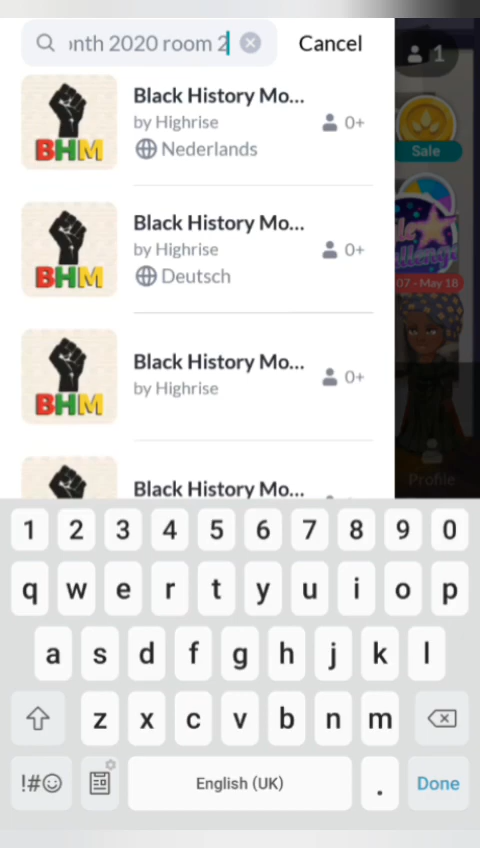 onth 2020 room 2
Cancel
1
Black History Mo...
by Highrise
0+
Nederlands
BHM
Sale
Black History Mo...
by Highrise
0+
Deutsch
BHM
07 - May 18
Black History Mo...
by Highrise
0+
BHM
Profile
Black History Mo...
1 2 3 4 5 6 7 8 9 0
q w e r t y u i o p
a s d f g h j k l
z x c v b n m
!#☺ English (UK) . Done